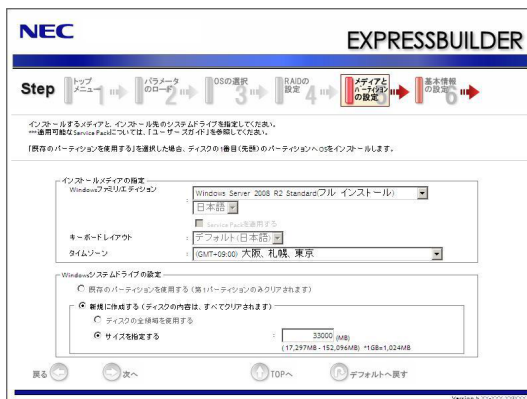 NEC
EXPRESSBUILDER
Step
トップ
メニュー 1
パラメータ
のロード 2
OSの選択
3
RAIDの
設定 4
メディアと
パーティション
の設定 5
基本情報
の設定 6
インストールするメディアと、インストール先のシステムドライブを指定してください。
***適用可能なService Packについては、「ユーザーズガイド」を参照してください。
「既存のパーティションを使用する」を選択した場合、ディスクの1番目(先頭)のパーティションへOSをインストールします。
インストールメディアの指定
Windowsファミリ/エディション : Windows Server 2008 R2 Standard(フル インストール)
日本語
Service Packを適用する
キーボードレイアウト : デフォルト(日本語)
タイムゾーン : (GMT+09:00) 大阪、札幌、東京
Windowsシステムドライブの設定
既存のパーティションを使用する (第1パーティションのみクリアされます)
新規に作成する (ディスクの内容は、すべてクリアされます)
ディスクの全領域を使用する
サイズを指定する : 33000 (MB)
(17,297MB - 152,096MB) *1GB=1,024MB
戻る
次へ
TOPへ
デフォルトへ戻す